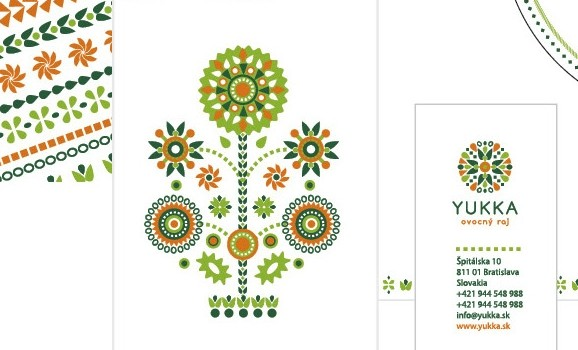 YUKKA
ovocný raj
Špitálska 10
811 01 Bratislava
Slovakia
+421 944 548 988
+421 944 548 988
info@yukka.sk
www.yukka.sk